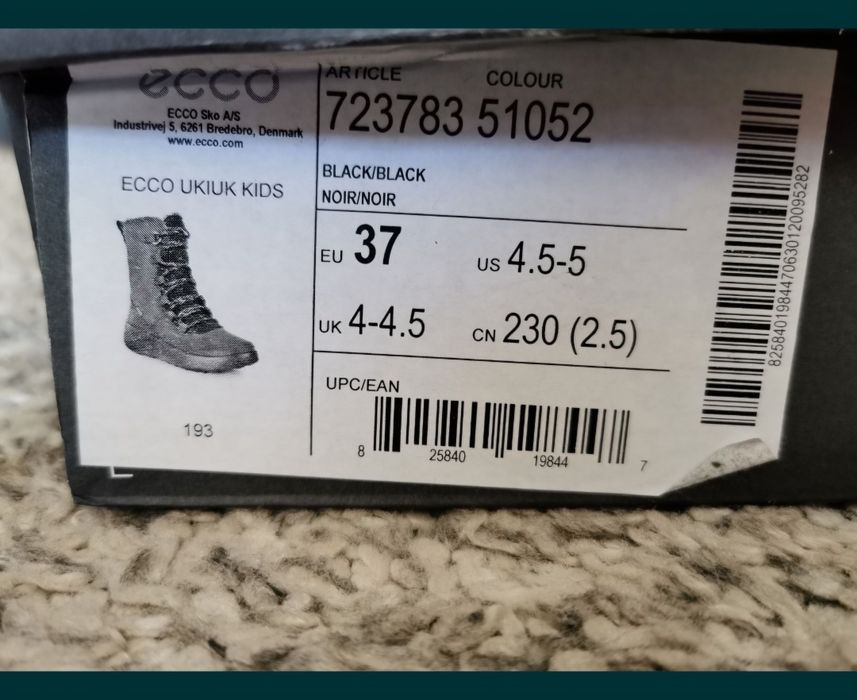 ecco
ECCO Sko A/S
Industrivej 5, 6261 Bredebro, Denmark
www.ecco.com
ECCO UKIUK KIDS
193
ARTICLE COLOUR
723783 51052
BLACK/BLACK
NOIR/NOIR
EU 37 US 4.5-5
UK 4-4.5 CN 230 (2.5)
UPC/EAN
8 25840 19844 7
82584019844706301200952​82